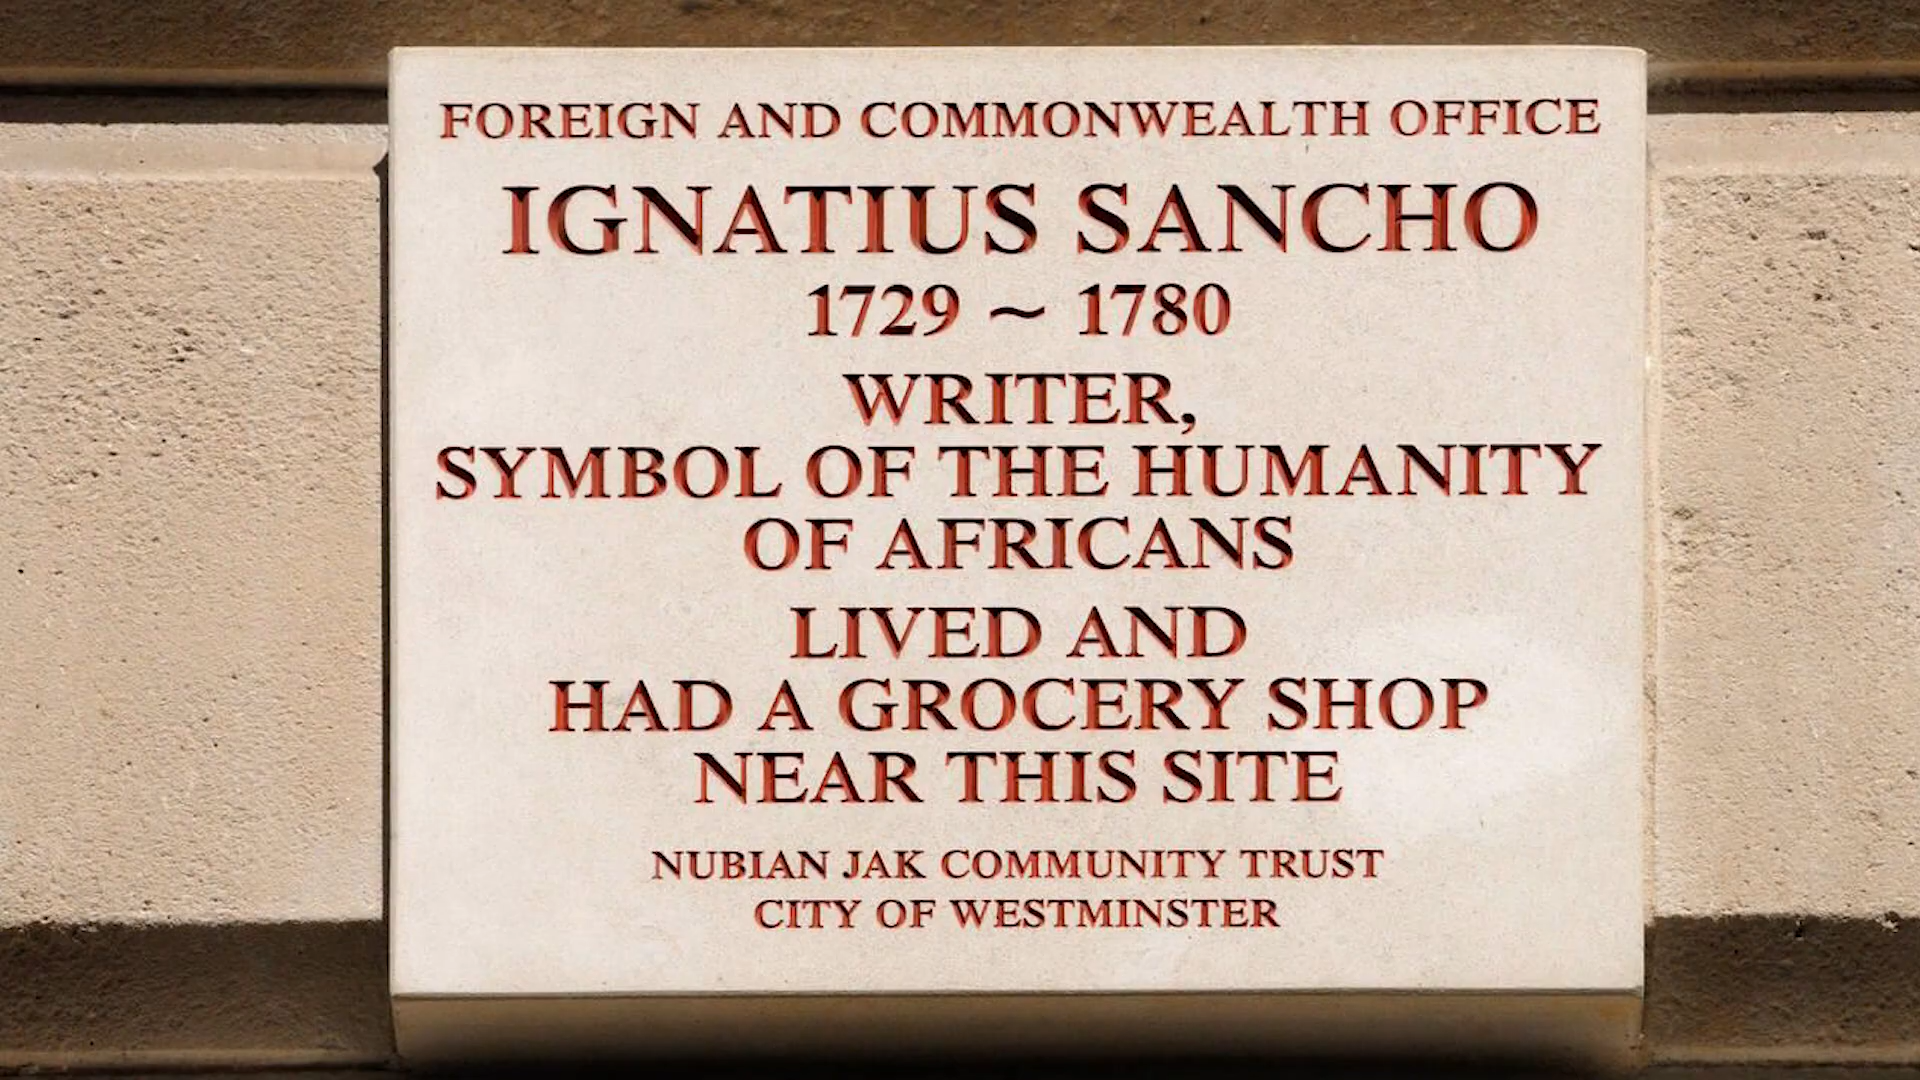 FOREIGN AND COMMONWEALTH OFFICE
IGNATIUS SANCHO
1729 ~ 1780
WRITER,
SYMBOL OF THE HUMANITY
OF AFRICANS
LIVED AND
HAD A GROCERY SHOP
NEAR THIS SITE
NUBIAN JAK COMMUNITY TRUST
CITY OF WESTMINSTER